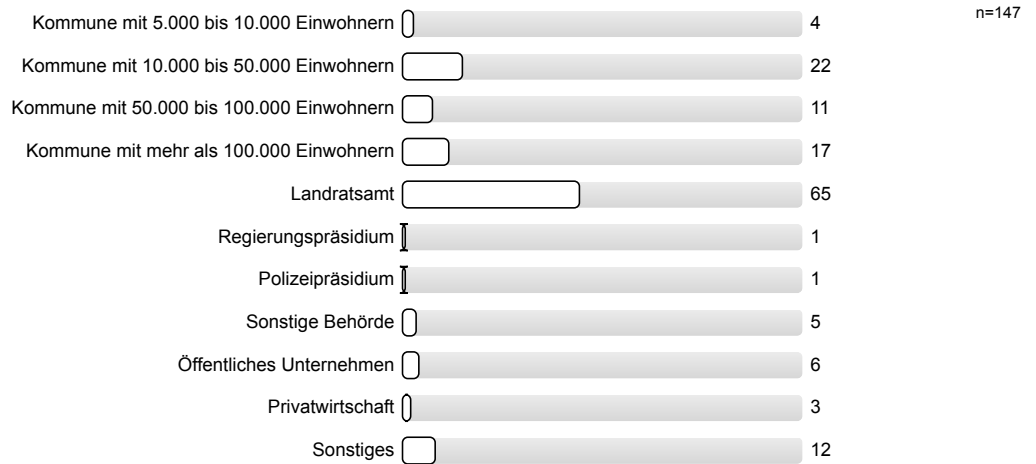 n=147
Kommune mit 5.000 bis 10.000 Einwohnern 4
Kommune mit 10.000 bis 50.000 Einwohnern 22
Kommune mit 50.000 bis 100.000 Einwohnern 11
Kommune mit mehr als 100.000 Einwohnern 17
Landratsamt 65
Regierungspräsidium 1
Polizeipräsidium 1
Sonstige Behörde 5
Öffentliches Unternehmen 6
Privatwirtschaft 3
Sonstiges 12